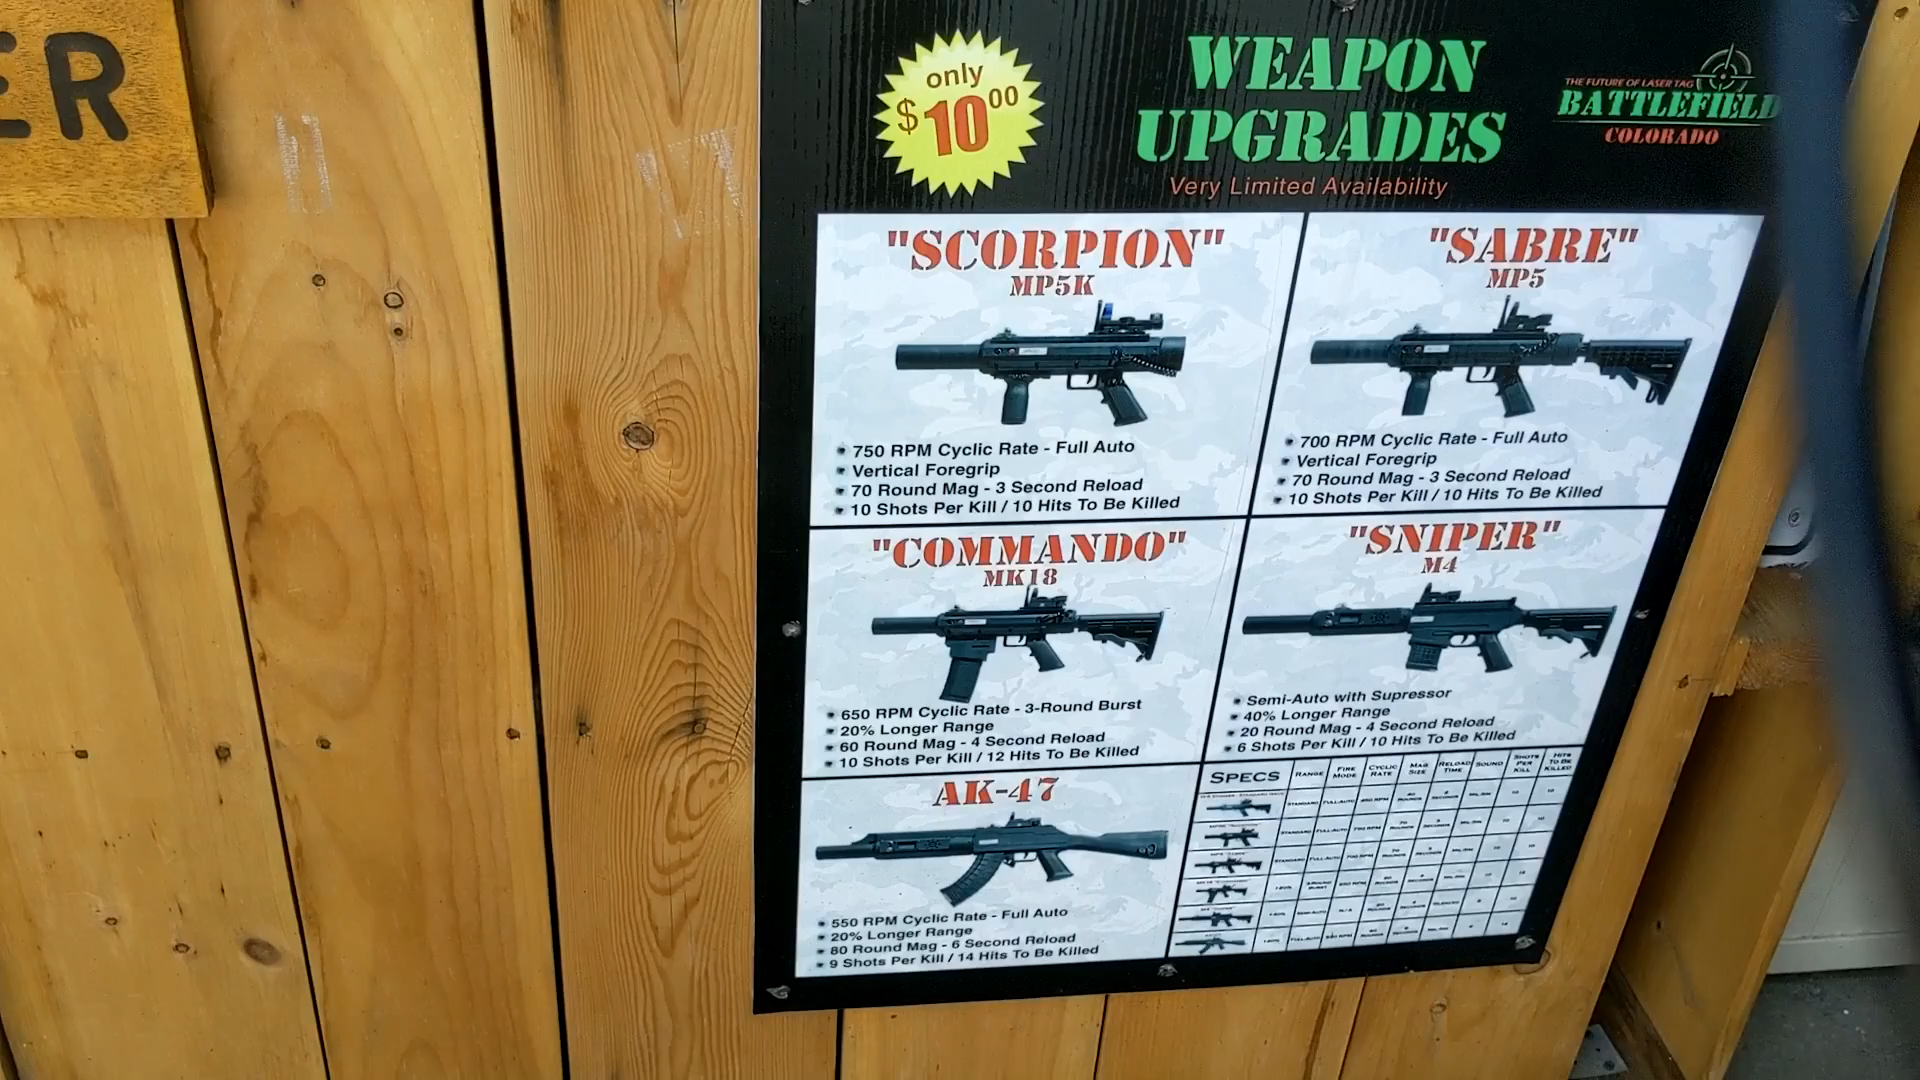 ER
only
$10 00
WEAPON
UPGRADES
Very Limited Availability
THE FUTURE OF LASER TAG
BATTLEFIELD
COLORADO
"SCORPION"
MP5K
750 RPM Cyclic Rate - Full Auto
Vertical Foregrip
70 Round Mag - 3 Second Reload
10 Shots Per Kill / 10 Hits To Be Killed
"SABRE"
MP5
700 RPM Cyclic Rate - Full Auto
Vertical Foregrip
70 Round Mag - 3 Second Reload
10 Shots Per Kill / 10 Hits To Be Killed
"COMMANDO"
MK18
650 RPM Cyclic Rate - 3-Round Burst
20% Longer Range
60 Round Mag - 4 Second Reload
10 Shots Per Kill / 12 Hits To Be Killed
"SNIPER"
M4
Semi-Auto with Supressor
40% Longer Range
20 Round Mag - 4 Second Reload
6 Shots Per Kill / 10 Hits To Be Killed
AK-47
550 RPM Cyclic Rate - Full Auto
20% Longer Range
80 Round Mag - 6 Second Reload
9 Shots Per Kill / 14 Hits To Be Killed
SPECS
RANGE
FIRE MODE
CYCLIC RATE
MAG SIZE
RELOAD TIME
SOUND
SHOTS PER KILL
HITS TO BE KILLED